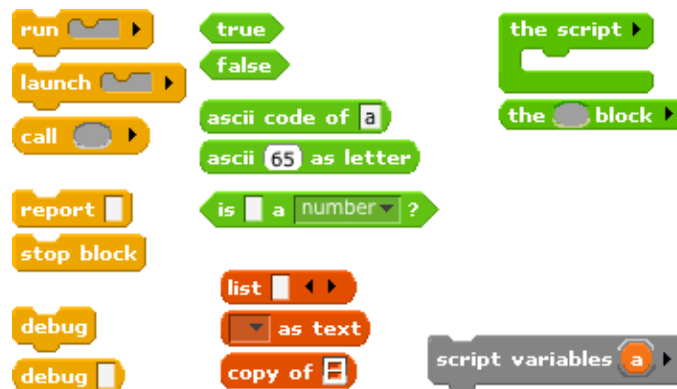 run
launch
call
report
stop block
debug
debug
true
false
ascii code of a
ascii 65 as letter
is a number ?
list
as text
copy of
the script
the block
script variables a